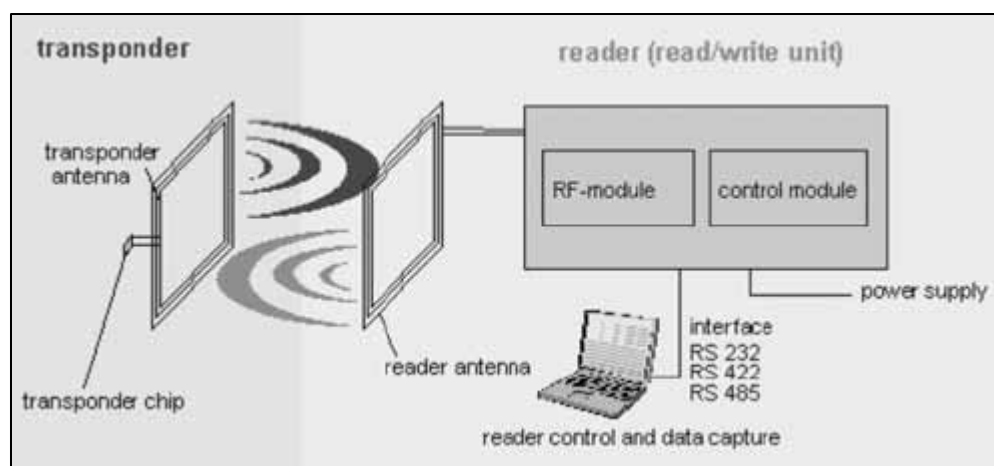 transponder
reader (read/write unit)
transponder
antenna
RF-module
control module
power supply
interface
RS 232
RS 422
RS 485
reader antenna
transponder chip
reader control and data capture